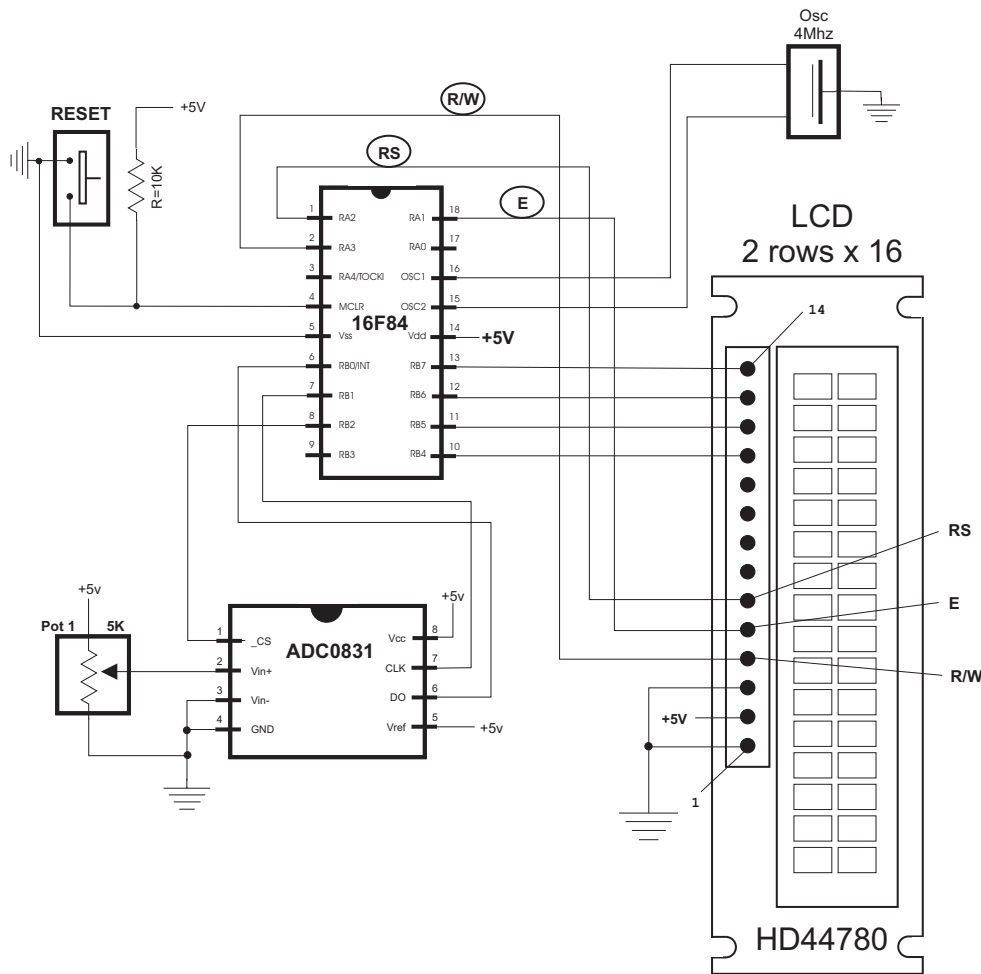 Osc
4Mhz
R/W
RESET
+5V
R=10K
RS
E
LCD
2 rows x 16
1
RA2
RA1
18
2
RA3
RA0
17
3
RA4/TOCKI
OSC1
16
4
MCLR
OSC2
15
16F84
5
Vss
Vdd
14
+5V
6
RB0/INT
RB7
13
7
RB1
RB6
12
8
RB2
RB5
11
9
RB3
RB4
10
14
RS
E
R/W
+5V
1
+5v
Pot 1 5K
+5v
ADC0831
1
_CS
Vcc
8
2
Vin+
CLK
7
3
Vin-
DO
6
4
GND
Vref
5
+5v
HD44780